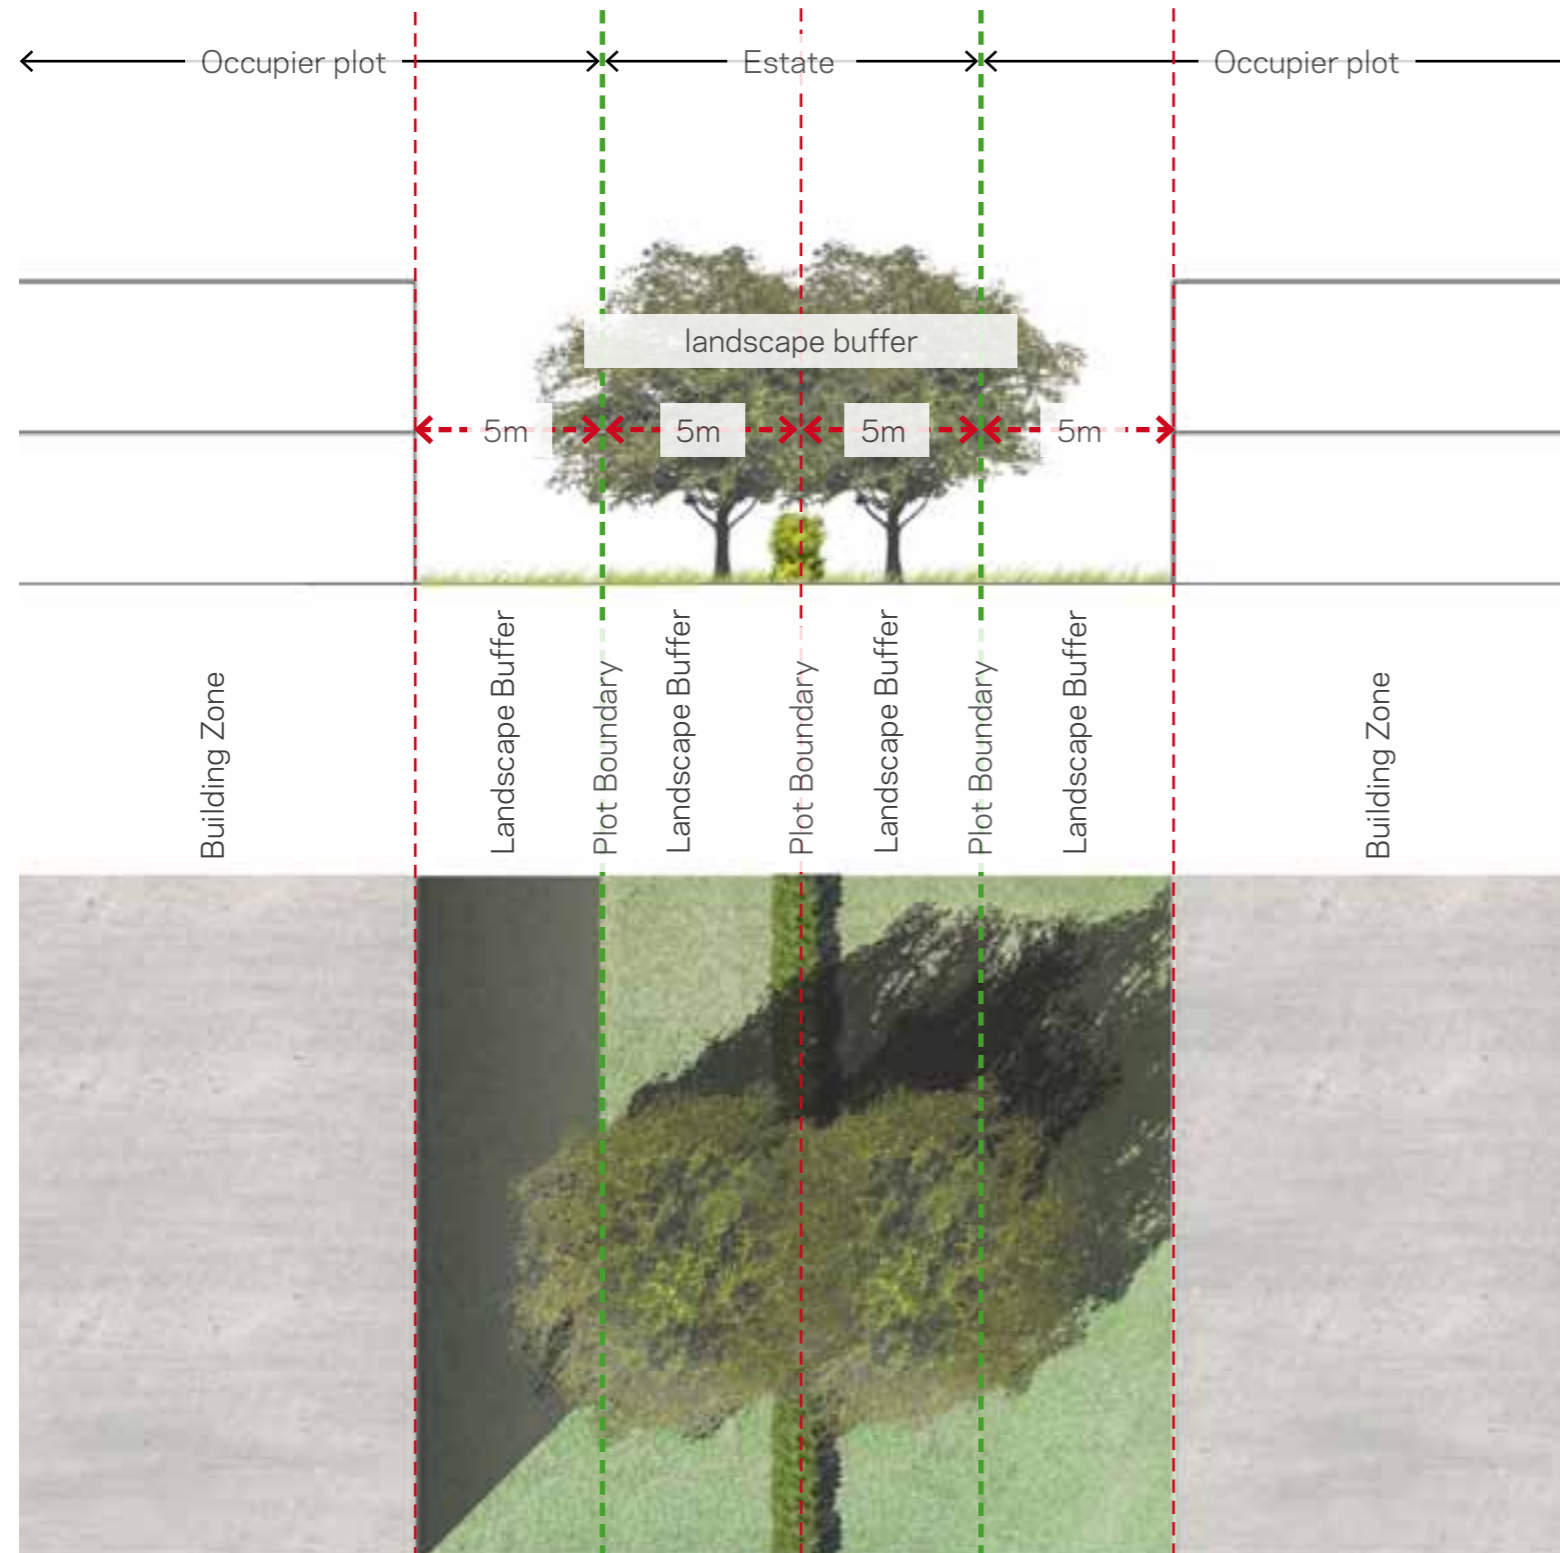 Occupier plot
Estate
Occupier plot
landscape buffer
5m
5m
5m
5m
Building Zone
Landscape Buffer
Plot Boundary
Landscape Buffer
Plot Boundary
Landscape Buffer
Plot Boundary
Landscape Buffer
Building Zone